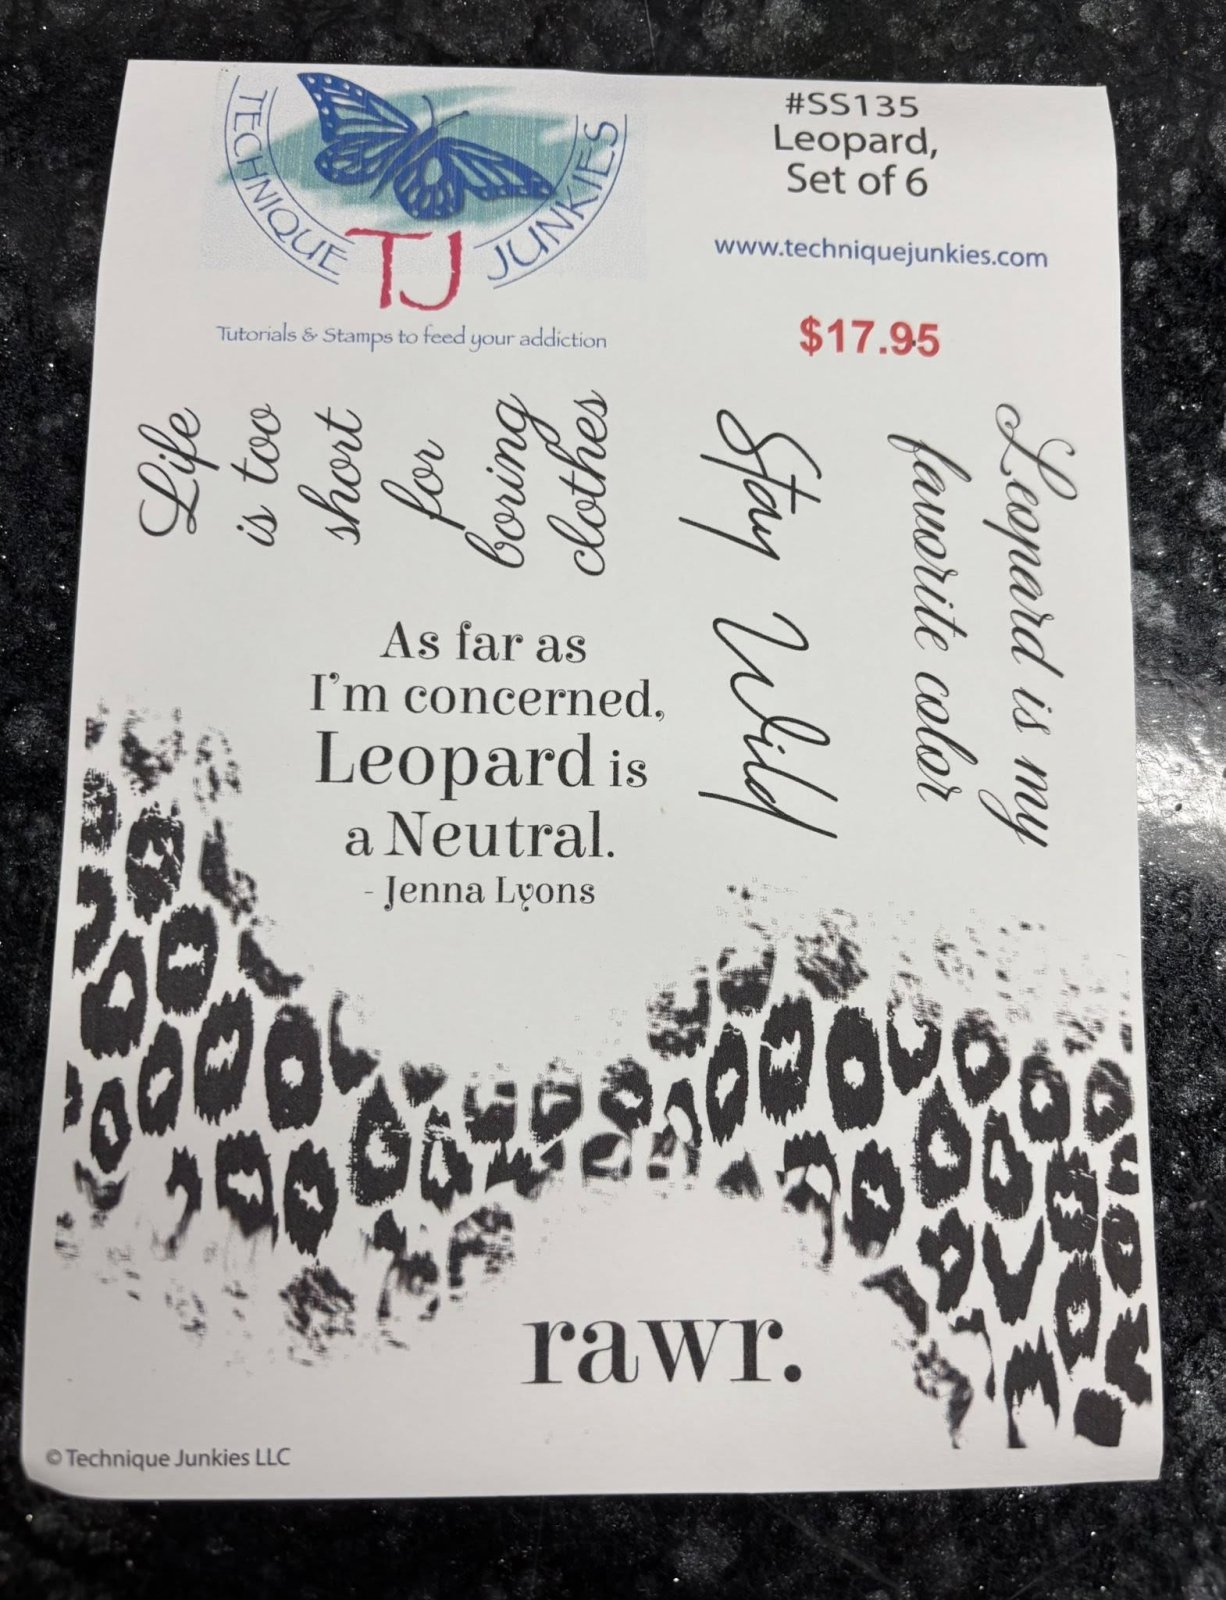 TECHNIQUE JUNKIES
TJ
Tutorials & Stamps to feed your addiction
#SS135
Leopard,
Set of 6
www.techniquejunkies.com
$17.95
Life
is too
short
for
boring
clothes
Stay Wild
Leopard is my
favorite color
As far as
I'm concerned,
Leopard is
a Neutral.
- Jenna Lyons
rawr.
© Technique Junkies LLC